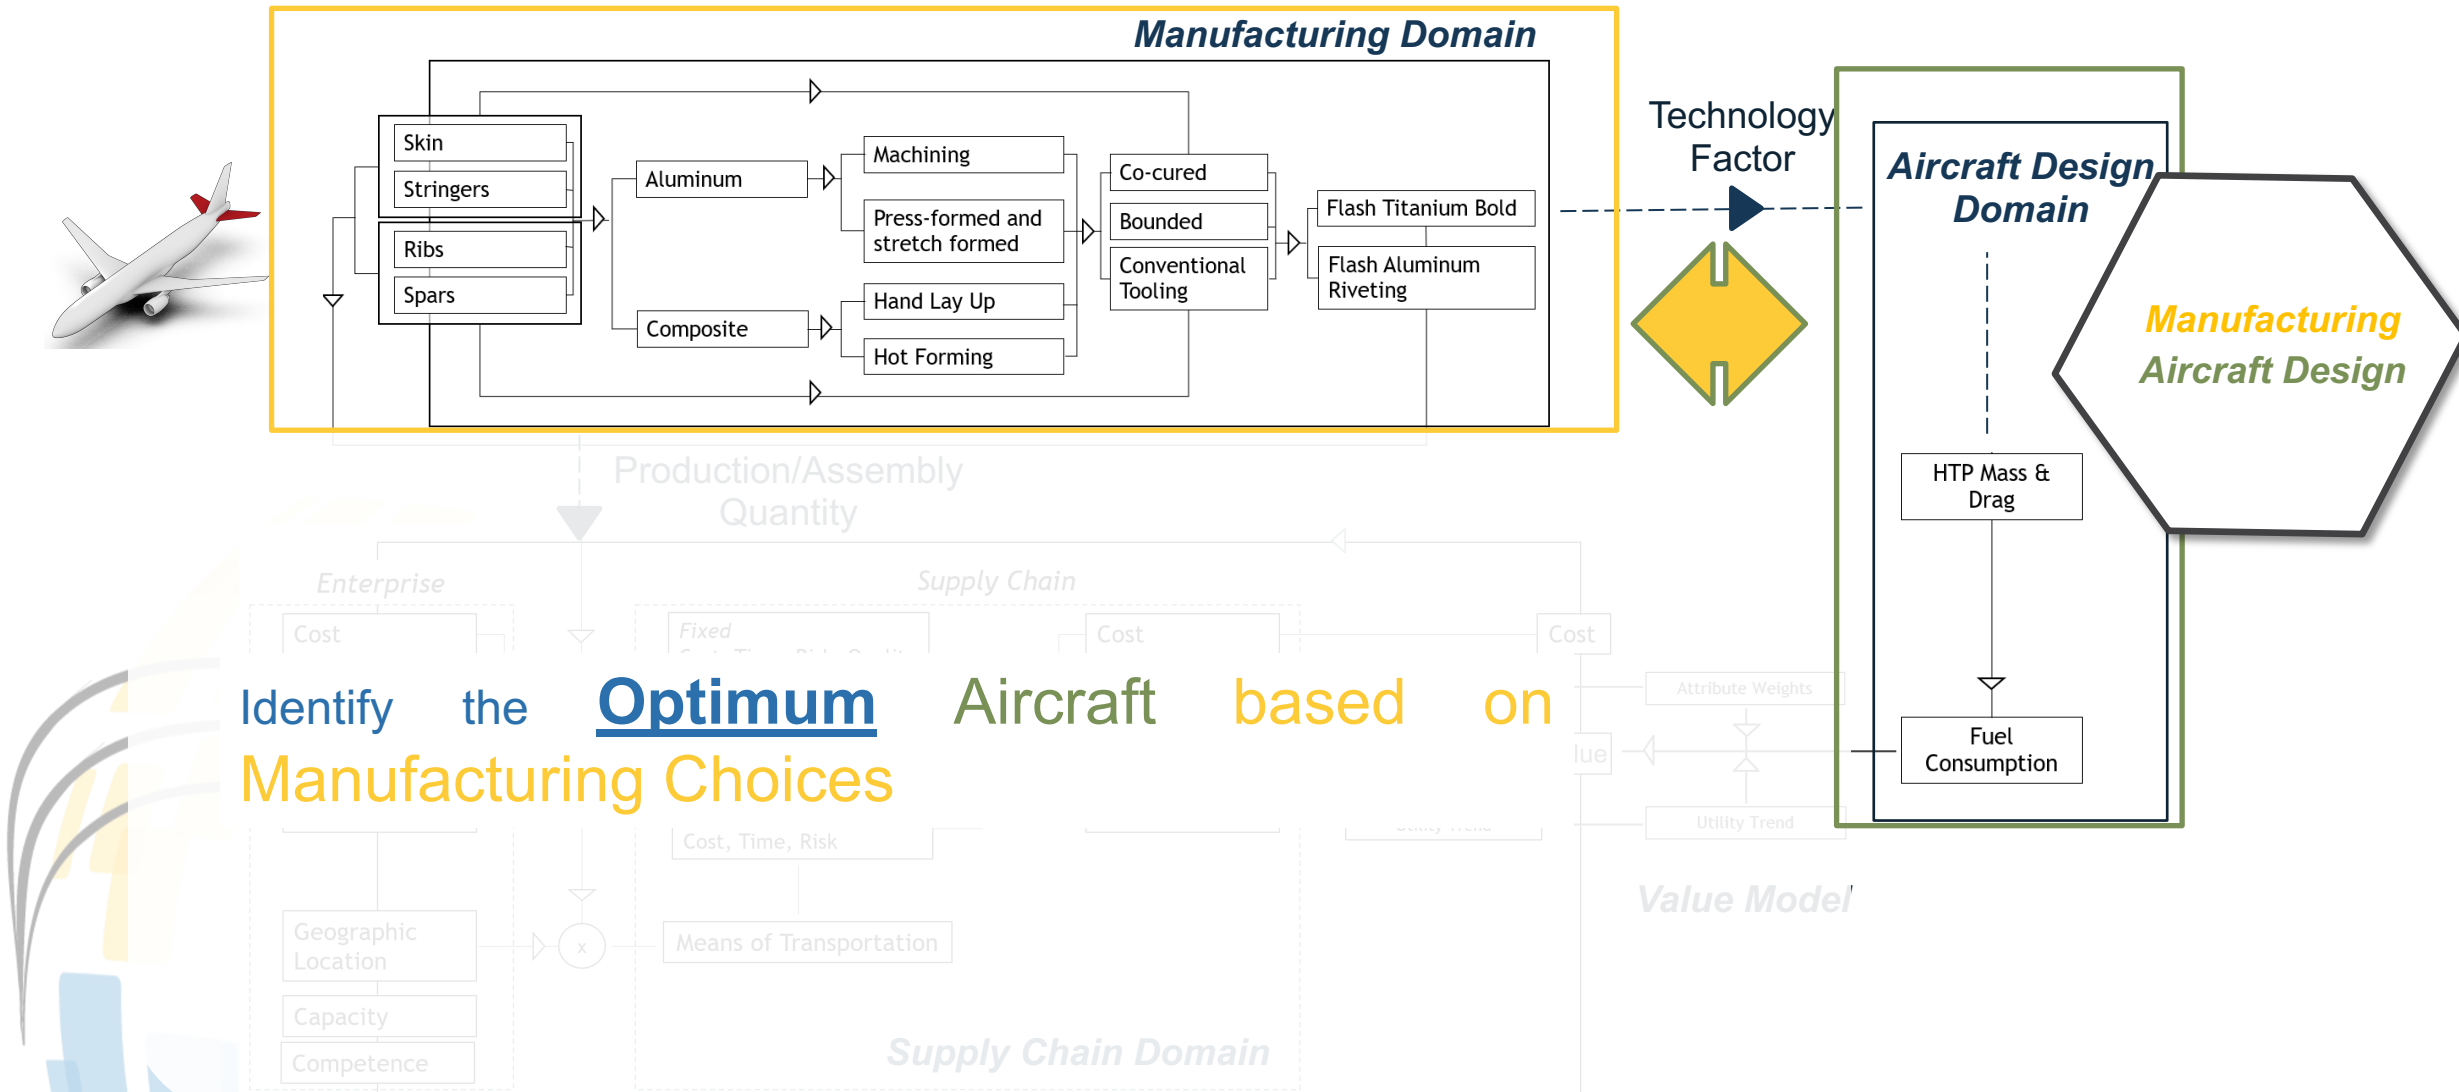 Manufacturing Domain
Skin
Stringers
Ribs
Spars
Aluminum
Composite
Machining
Press-formed and
stretch formed
Hand Lay Up
Hot Forming
Co-cured
Bounded
Conventional
Tooling
Flash Titanium Bold
Flash Aluminum
Riveting
Technology
Factor
Aircraft Design
Domain
Manufacturing
Aircraft Design
HTP Mass &
Drag
Fuel
Consumption
Production/Assembly
Quantity
Enterprise
Supply Chain
Cost
Fixed
Cost
Cost
Identify the Optimum Aircraft based on
Manufacturing Choices
Attribute Weights
Utility Trend
Utility Trend
Cost, Time, Risk
Value Model
Geographic
Location
x
Means of Transportation
Capacity
Competence
Supply Chain Domain